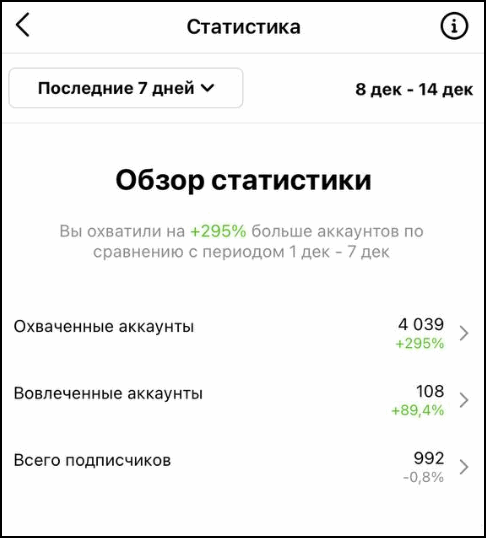 Статистика
Последние 7 дней
8 дек - 14 дек
Обзор статистики
Вы охватили на +295% больше аккаунтов по
сравнению с периодом 1 дек - 7 дек
Охваченные аккаунты
4 039
+295%
Вовлеченные аккаунты
108
+89,4%
Всего подписчиков
992
-0,8%